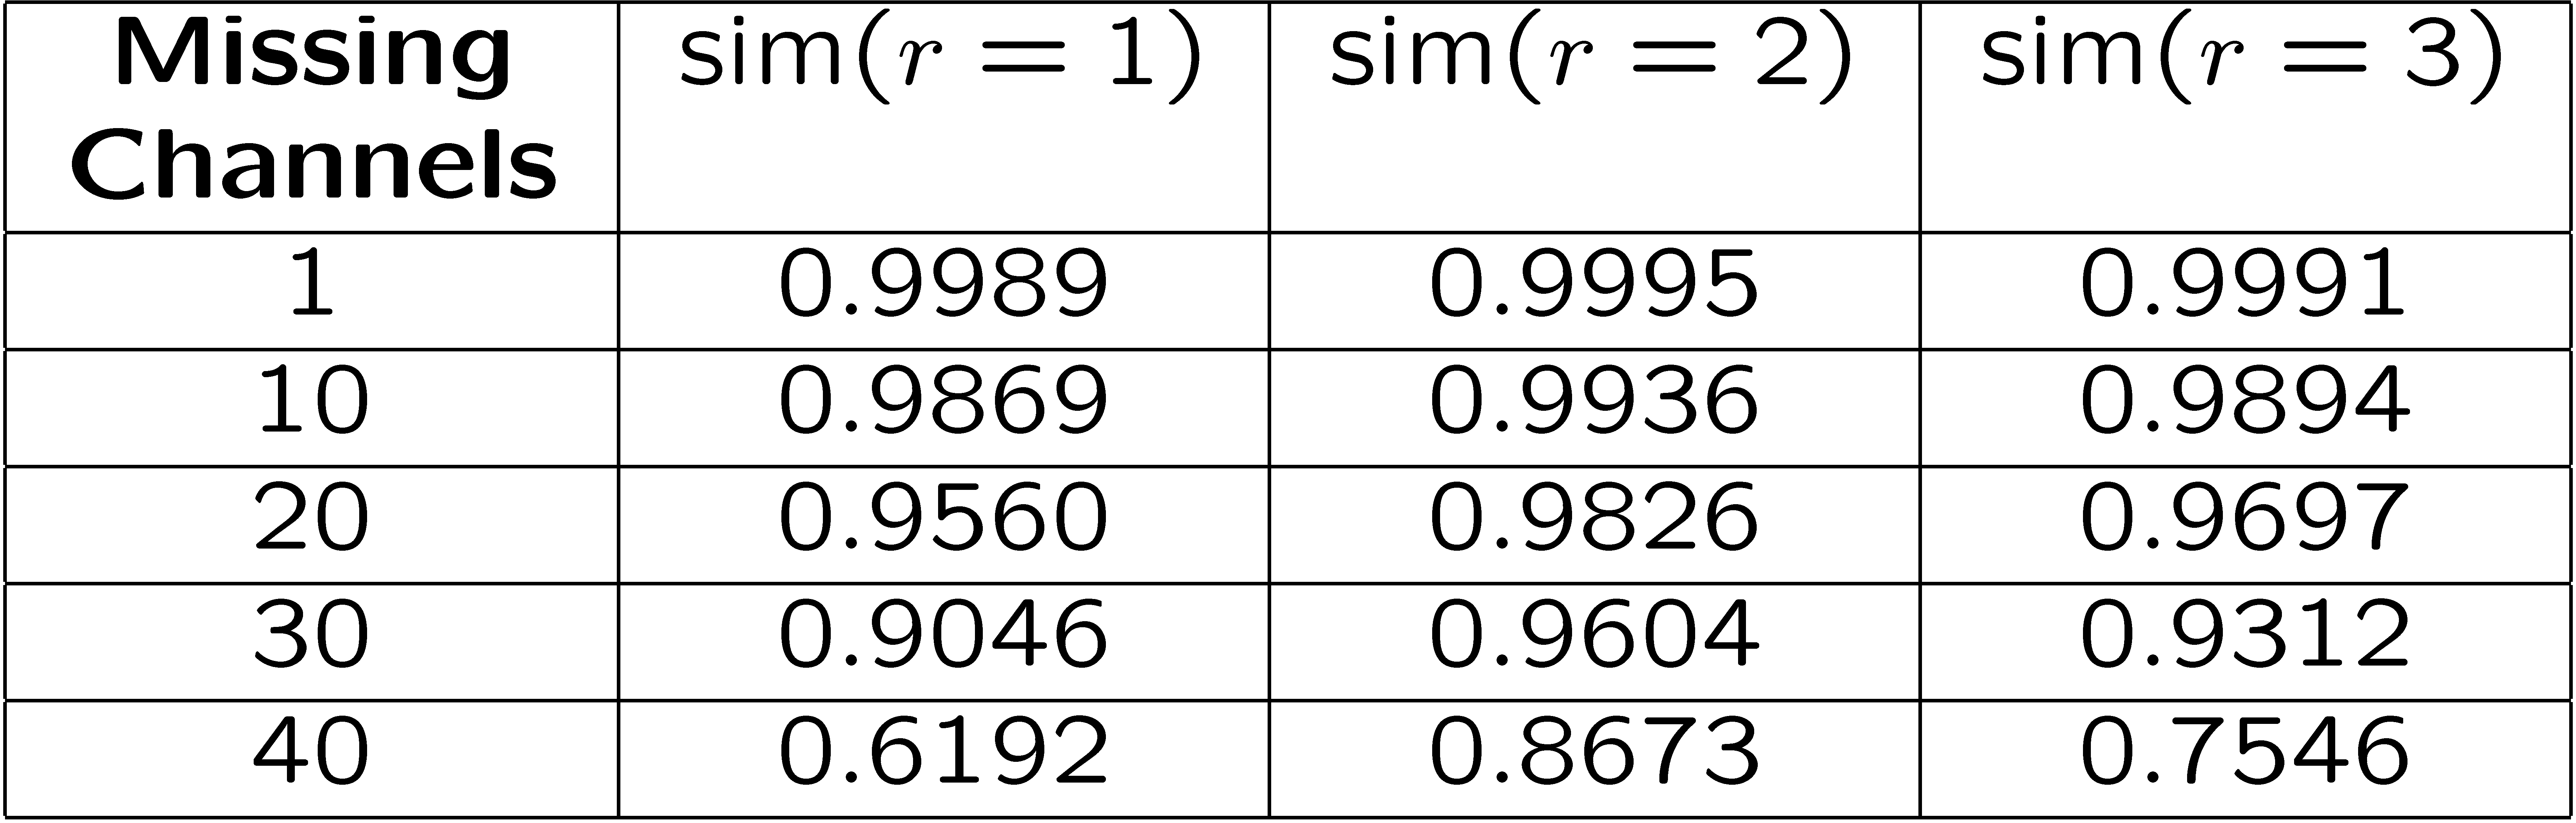 Missing Channels sim(r = 1) sim(r = 2) sim(r = 3)
1 0.9989 0.9995 0.9991
10 0.9869 0.9936 0.9894
20 0.9560 0.9826 0.9697
30 0.9046 0.9604 0.9312
40 0.6192 0.8673 0.7546